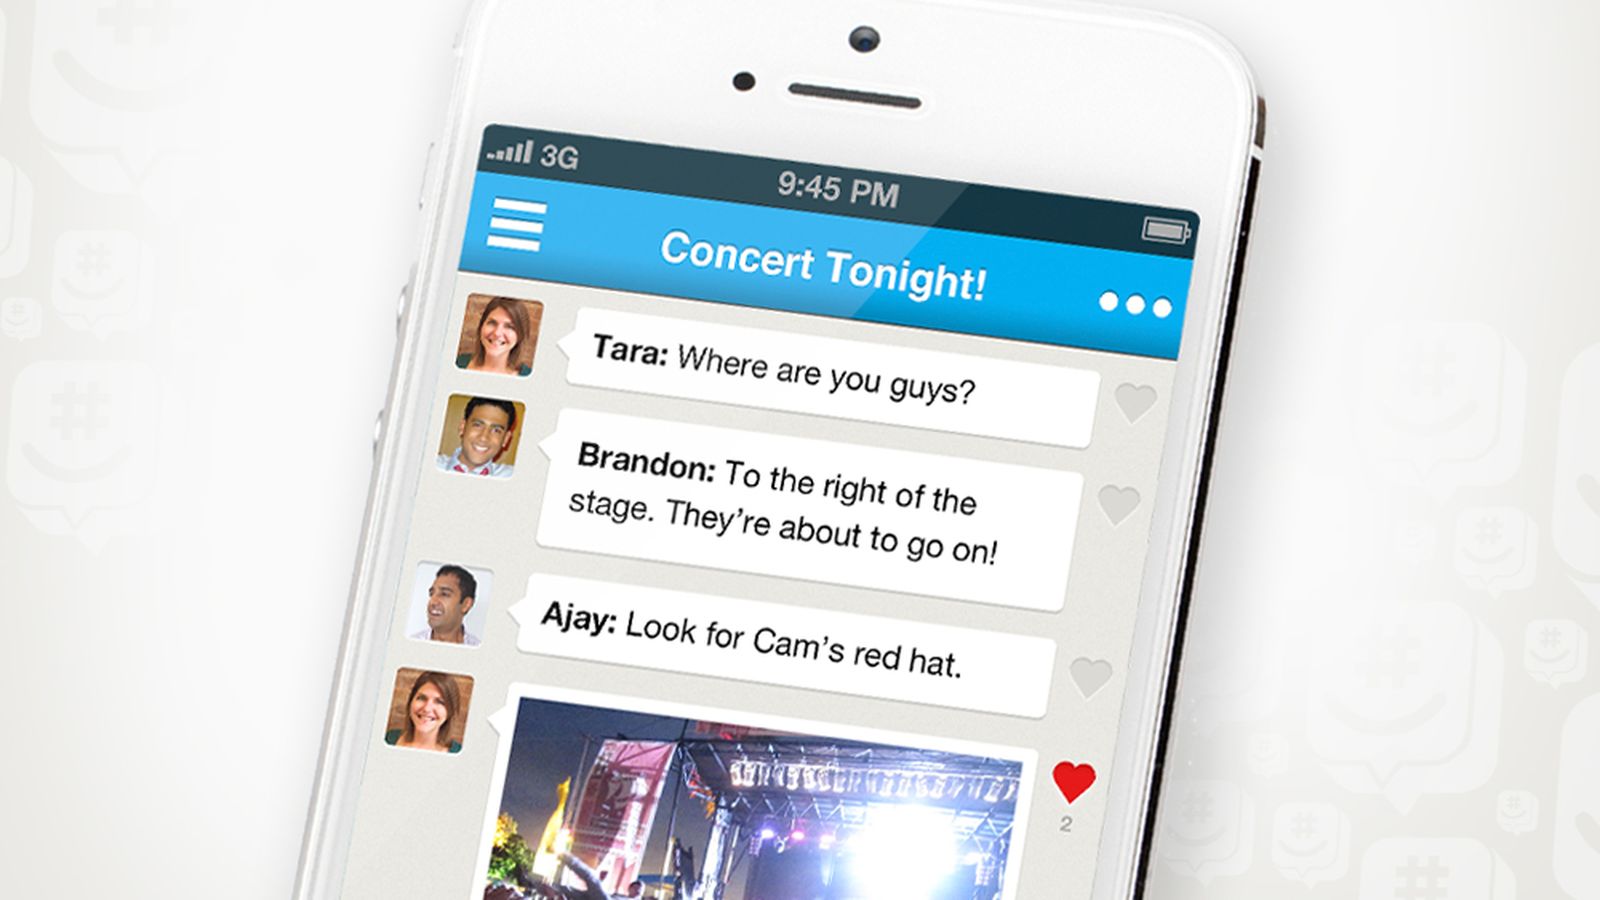 3G
9:45 PM
Concert Tonight!
Tara: Where are you guys?
Brandon: To the right of the
stage. They're about to go on!
Ajay: Look for Cam's red hat.
2